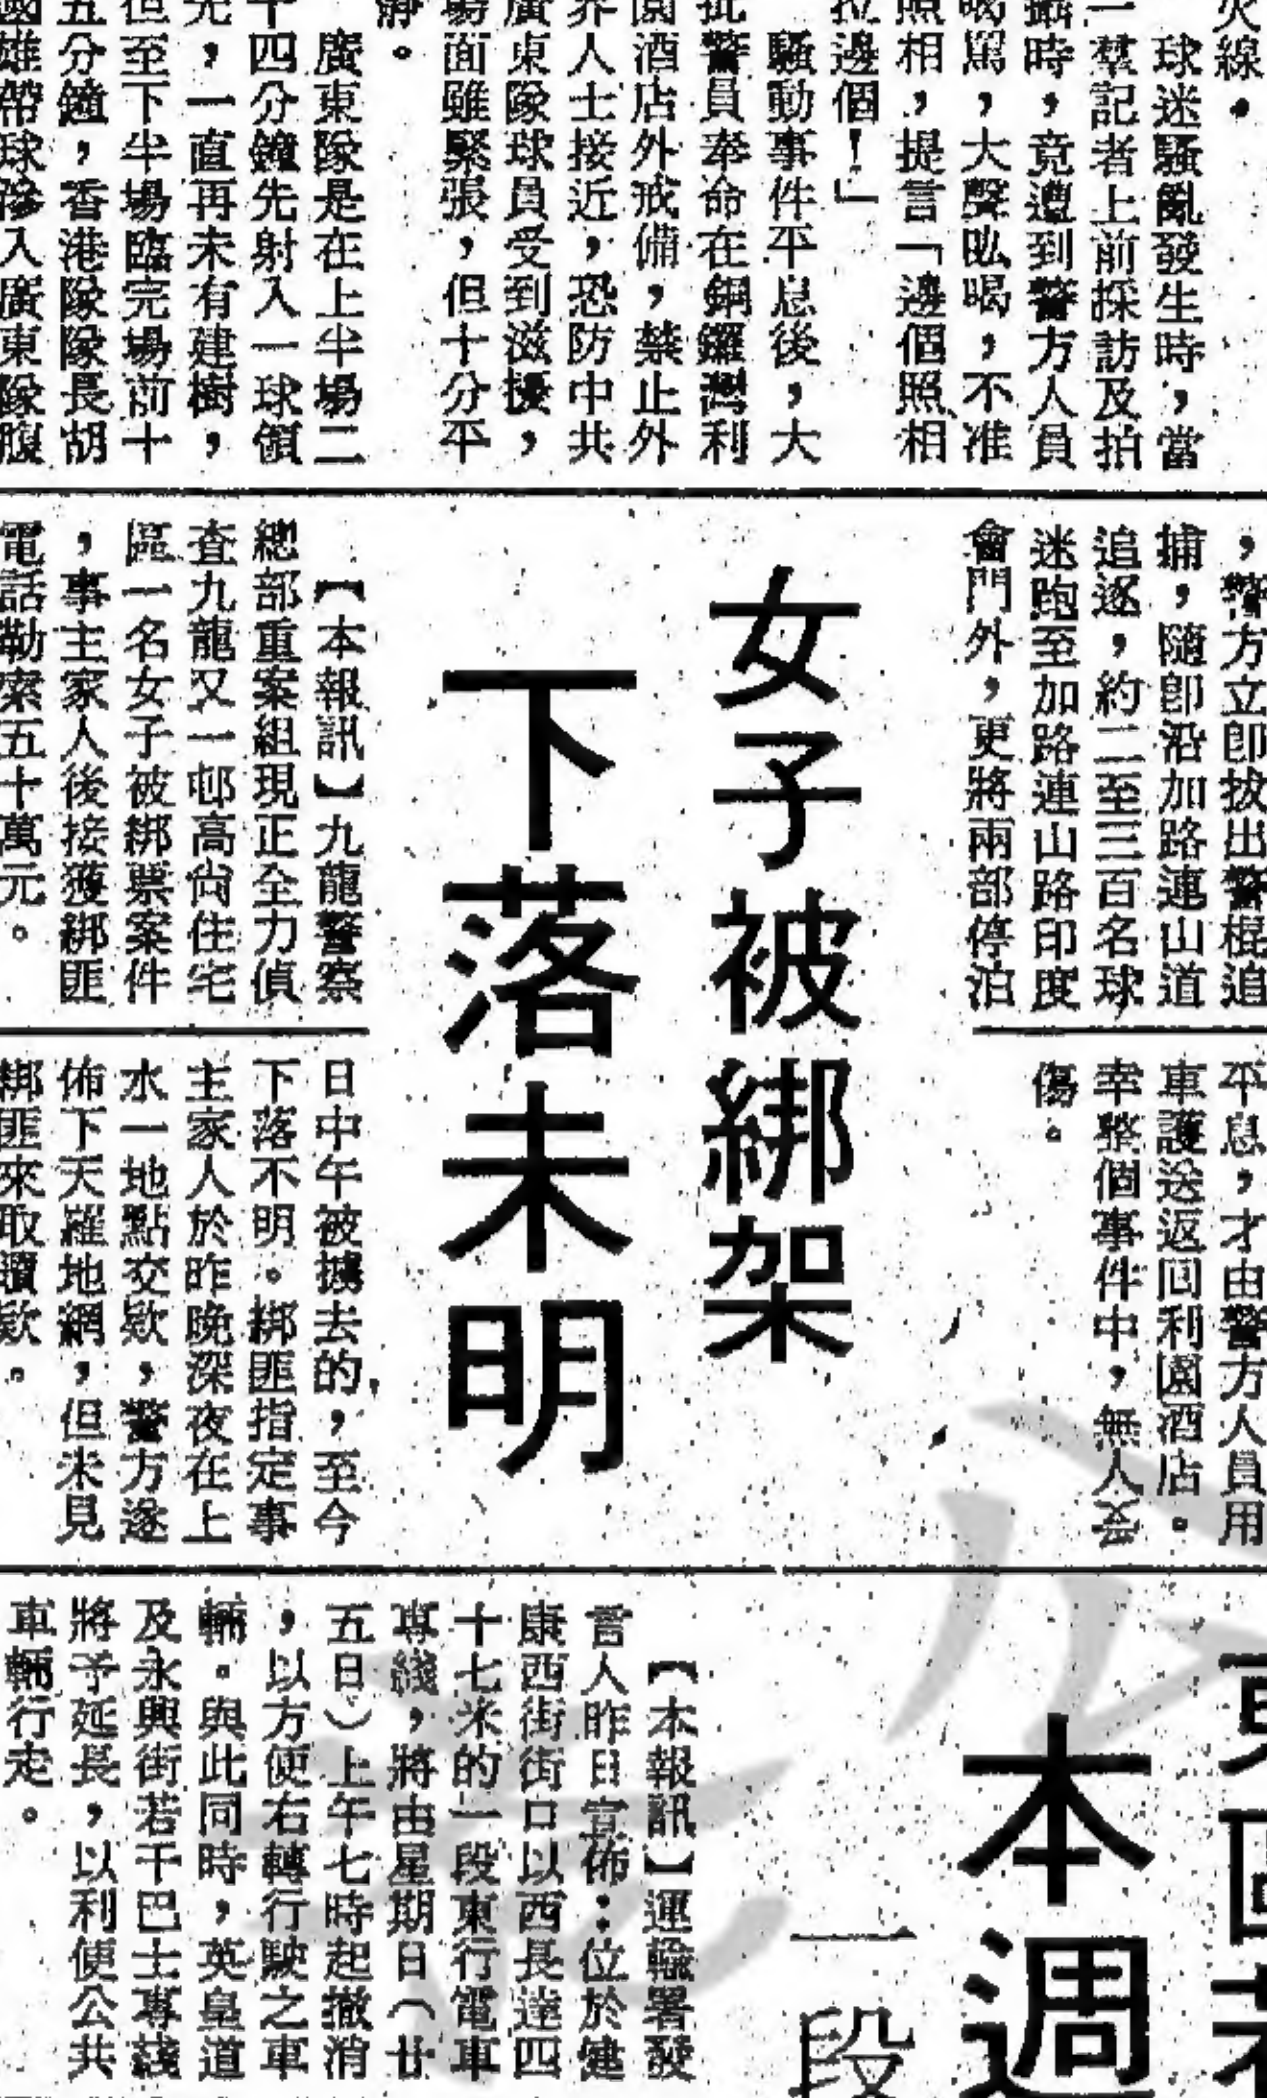 火線。
球迷騷亂發生時,當
一羣記者上前採訪及拍
攝時,竟遭到警方人員
喝罵,大聲吆喝,不准
照相,提言「邊個照相
拉邊個!」
騷動事件平息後,大
批警員奉命在銅鑼灣利
園酒店外戒備,禁止外
界人士接近,恐防中共
廣東隊球員受到滋擾,
場面雖緊張,但十分平
靜。
廣東隊是在上半場二
十四分鐘先射入一球領
先,一直再未有建樹,
但至下半場臨完場前十
五分鐘,香港隊隊長胡
國雄帶球滲入廣東隊腹
,警方立即拔出警棍追
捕,隨即沿加路連山道
追逐,約二至三百名球
迷跑至加路連山路印度
會門外,更將兩部停泊
平息,才由警方人員用
車護送返回利園酒店。
幸整個事件中,無人受
傷。
女子被綁架
下落未明
【本報訊】九龍警察
總部重案組現正全力偵
查九龍又一邨高尙住宅
區一名女子被綁票案件
,事主家人後接獲綁匪
電話勒索五十萬元。
日中午被擄去的,至今
下落不明。綁匪指定事
主家人於昨晚深夜在上
水一地點交欵,警方遂
佈下天羅地網,但未見
綁匪來取贖欵。
本週
一段
【本報訊】運輸署發
言人昨日宣佈:位於健
康西街街口以西長達四
十七米的一段東行電車
專綫,將由星期日(廿
五日)上午七時起撤消
,以方便右轉行駛之車
輛。與此同時,英皇道
及永興街若干巴士專綫
將予延長,以利便公共
車輛行走。